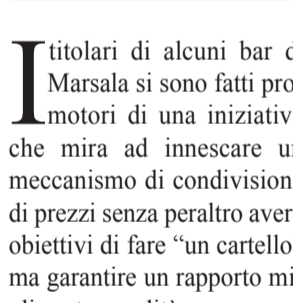 I titolari di alcuni bar d
Marsala si sono fatti pro
motori di una iniziativ
che mira ad innescare u
meccanismo di condivision
di prezzi senza peraltro aver
obiettivi di fare “un cartello
ma garantire un rapporto mi